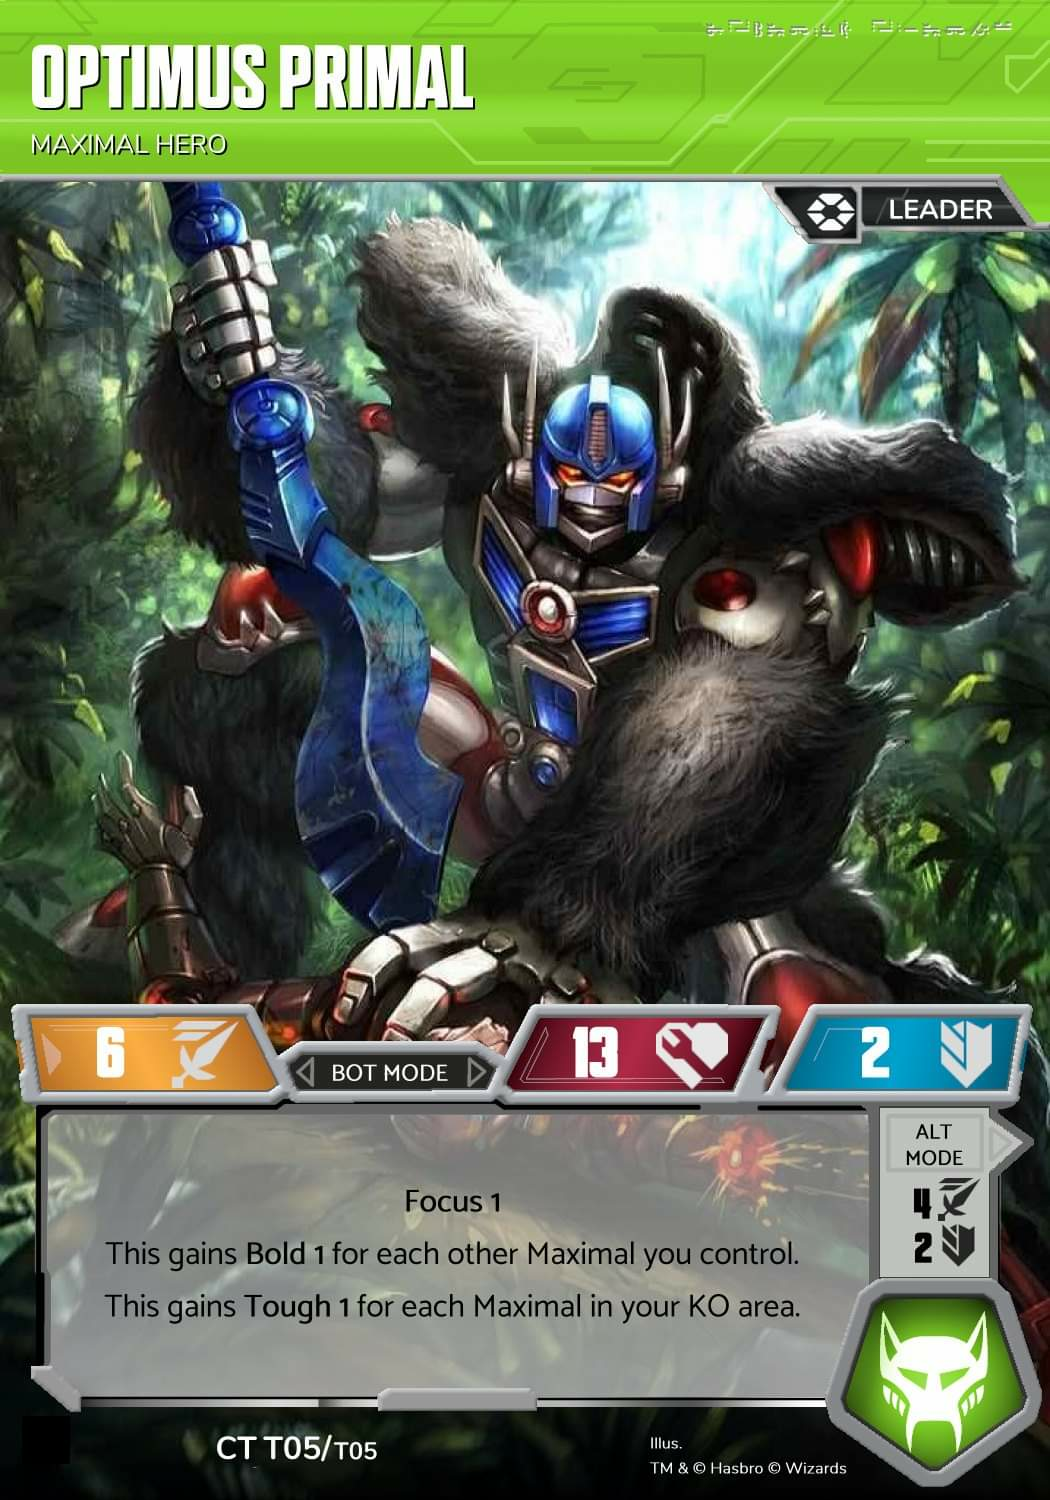 OPTIMUS PRIMAL
MAXIMAL HERO
LEADER
6
BOT MODE
13
2
ALT
MODE
4
2
Focus 1
This gains Bold 1 for each other Maximal you control.
This gains Tough 1 for each Maximal in your KO area.
CT T05/T05
Illus.
TM & © Hasbro © Wizards